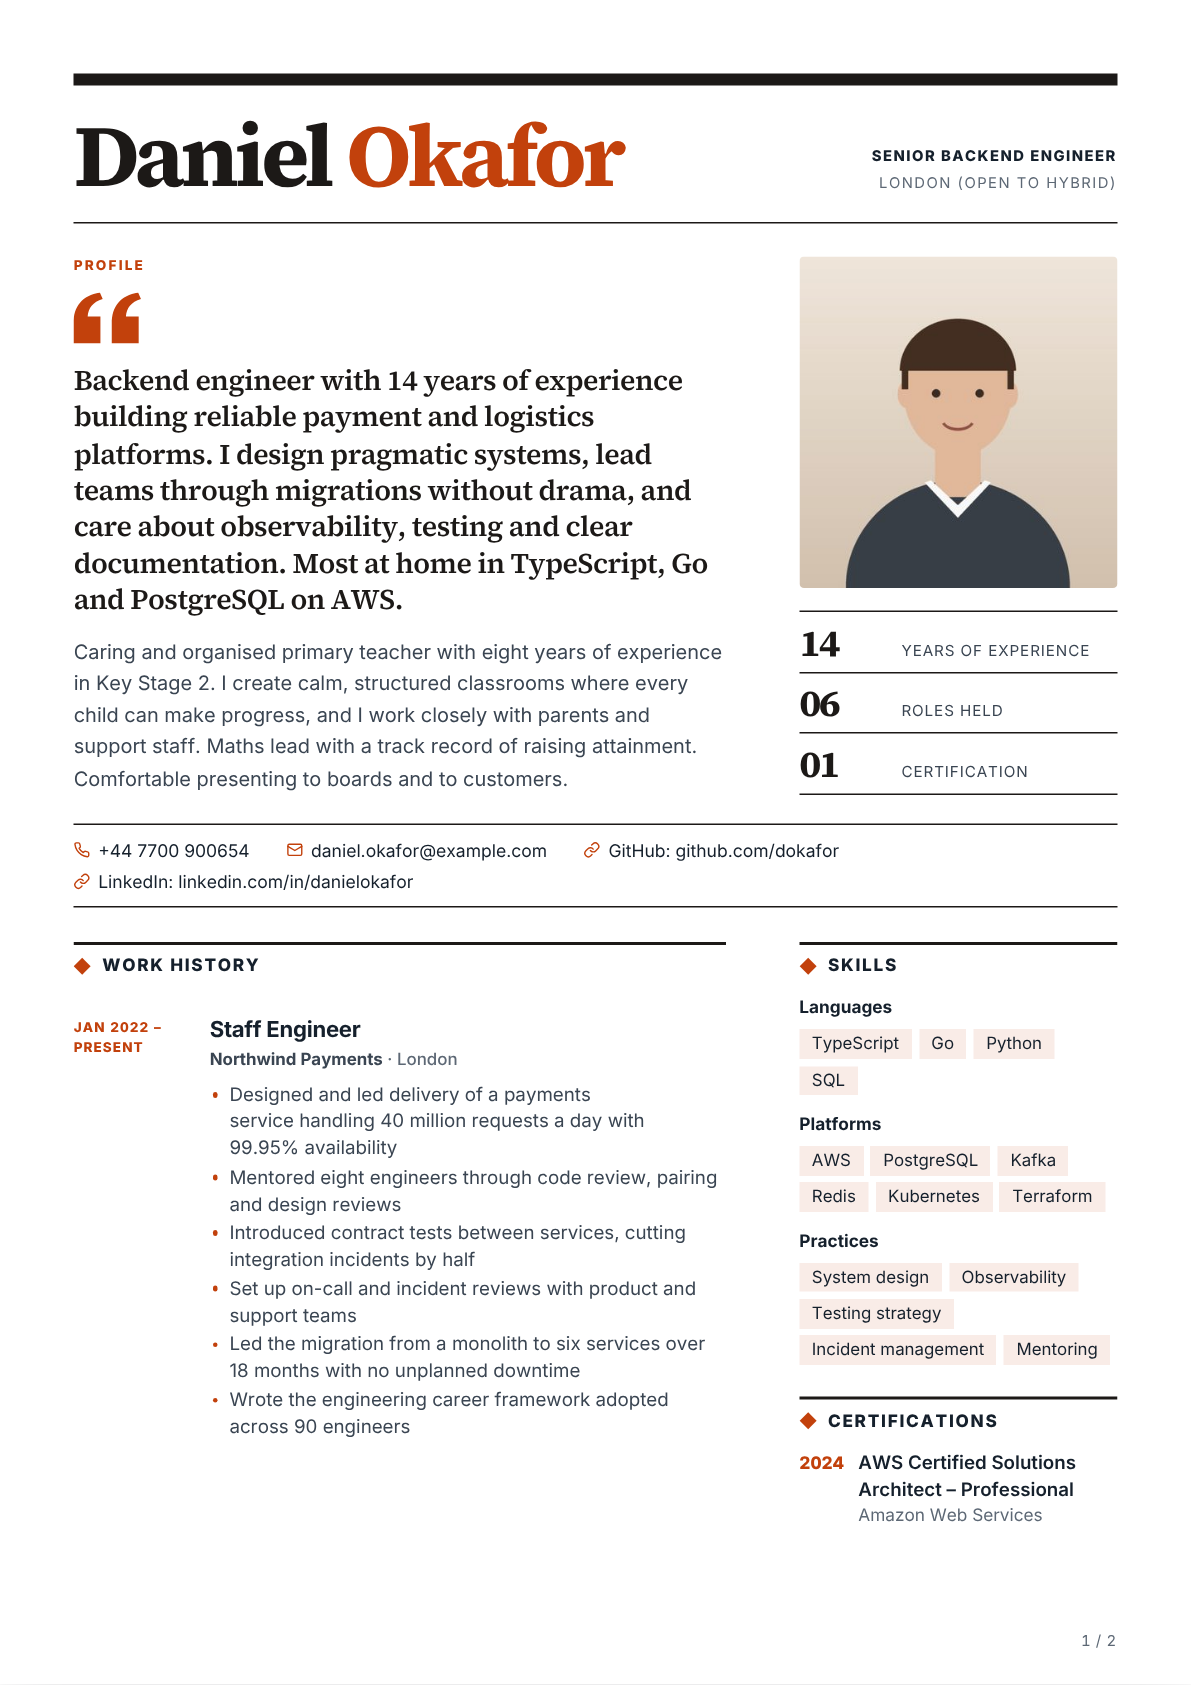 Daniel Okafor
SENIOR BACKEND ENGINEER
LONDON (OPEN TO HYBRID)
PROFILE
“
Backend engineer with 14 years of experience
building reliable payment and logistics
platforms. I design pragmatic systems, lead
teams through migrations without drama, and
care about observability, testing and clear
documentation. Most at home in TypeScript, Go
and PostgreSQL on AWS.
Caring and organised primary teacher with eight years of experience
in Key Stage 2. I create calm, structured classrooms where every
child can make progress, and I work closely with parents and
support staff. Maths lead with a track record of raising attainment.
Comfortable presenting to boards and to customers.
14 YEARS OF EXPERIENCE
06 ROLES HELD
01 CERTIFICATION
+44 7700 900654 daniel.okafor@example.com GitHub: github.com/dokafor
LinkedIn: linkedin.com/in/danielokafor
WORK HISTORY
JAN 2022 –
PRESENT
Staff Engineer
Northwind Payments · London
• Designed and led delivery of a payments
service handling 40 million requests a day with
99.95% availability
• Mentored eight engineers through code review, pairing
and design reviews
• Introduced contract tests between services, cutting
integration incidents by half
• Set up on-call and incident reviews with product and
support teams
• Led the migration from a monolith to six services over
18 months with no unplanned downtime
• Wrote the engineering career framework adopted
across 90 engineers
SKILLS
Languages
TypeScript Go Python
SQL
Platforms
AWS PostgreSQL Kafka
Redis Kubernetes Terraform
Practices
System design Observability
Testing strategy
Incident management Mentoring
CERTIFICATIONS
2024 AWS Certified Solutions
Architect – Professional
Amazon Web Services
1 / 2